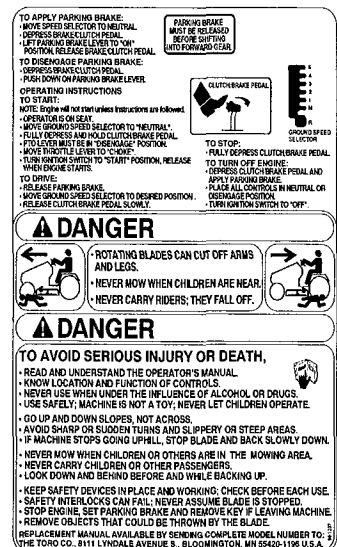 TO APPLY PARKING BRAKE:
• MOVE SPEED SELECTOR TO NEUTRAL.
• DEPRESS BRAKE/CLUTCH PEDAL.
• LIFT PARKING BRAKE LEVER TO "ON"
POSITION, RELEASE BRAKE/CLUTCH PEDAL.
TO DISENGAGE PARKING BRAKE:
• DEPRESS BRAKE/CLUTCH PEDAL.
• PUSH DOWN ON PARKING BRAKE LEVER.
OPERATING INSTRUCTIONS
TO START:
NOTE: Engine will not start unless instructions are followed.
• OPERATOR IS ON SEAT.
• MOVE GROUND SPEED SELECTOR TO "NEUTRAL".
• FULLY DEPRESS AND HOLD CLUTCH/BRAKE PEDAL.
• PTO LEVER MUST BE IN "DISENGAGE" POSITION.
• MOVE THROTTLE LEVER TO "CHOKE".
• TURN IGNITION SWITCH TO "START" POSITION, RELEASE
WHEN ENGINE STARTS.
TO DRIVE:
• RELEASE PARKING BRAKE.
• MOVE GROUND SPEED SELECTOR TO DESIRED POSITION.
• RELEASE CLUTCH/BRAKE PEDAL SLOWLY.
PARKING BRAKE
MUST BE RELEASED
BEFORE SHIFTING
INTO FORWARD GEAR.
CLUTCH/BRAKE PEDAL
GROUND SPEED
SELECTOR
TO STOP:
• FULLY DEPRESS CLUTCH/BRAKE PEDAL.
TO TURN OFF ENGINE:
• DEPRESS CLUTCH/BRAKE PEDAL AND
APPLY PARKING BRAKE.
• PLACE ALL CONTROLS IN NEUTRAL OR
DISENGAGE POSITION.
• TURN IGNITION SWITCH TO "OFF".
DANGER
• ROTATING BLADES CAN CUT OFF ARMS
AND LEGS.
• NEVER MOW WHEN CHILDREN ARE NEAR.
• NEVER CARRY RIDERS; THEY FALL OFF.
DANGER
TO AVOID SERIOUS INJURY OR DEATH,
• READ AND UNDERSTAND THE OPERATOR'S MANUAL.
• KNOW LOCATION AND FUNCTION OF CONTROLS.
• NEVER USE WHEN UNDER THE INFLUENCE OF ALCOHOL OR DRUGS.
• USE SAFELY; MACHINE IS NOT A TOY; NEVER LET CHILDREN OPERATE.
• GO UP AND DOWN SLOPES, NOT ACROSS.
• AVOID SHARP OR SUDDEN TURNS AND SLIPPERY OR STEEP AREAS.
• IF MACHINE STOPS GOING UPHILL, STOP BLADE AND BACK SLOWLY DOWN.
• NEVER MOW WHEN CHILDREN OR OTHERS ARE IN THE MOWING AREA.
• NEVER CARRY CHILDREN OR OTHER PASSENGERS.
• LOOK DOWN AND BEHIND BEFORE AND WHILE BACKING UP.
• KEEP SAFETY DEVICES IN PLACE AND WORKING; CHECK BEFORE EACH USE.
• SAFETY INTERLOCKS CAN FAIL; NEVER ASSUME BLADE IS STOPPED.
• STOP ENGINE, SET PARKING BRAKE AND REMOVE KEY IF LEAVING MACHINE.
• REMOVE OBJECTS THAT COULD BE THROWN BY THE BLADE.
REPLACEMENT MANUAL AVAILABLE BY SENDING COMPLETE MODEL NUMBER TO:
THE TORO CO., 8111 LYNDALE AVENUE S., BLOOMINGTON, MN 55420-1196 U.S.A.